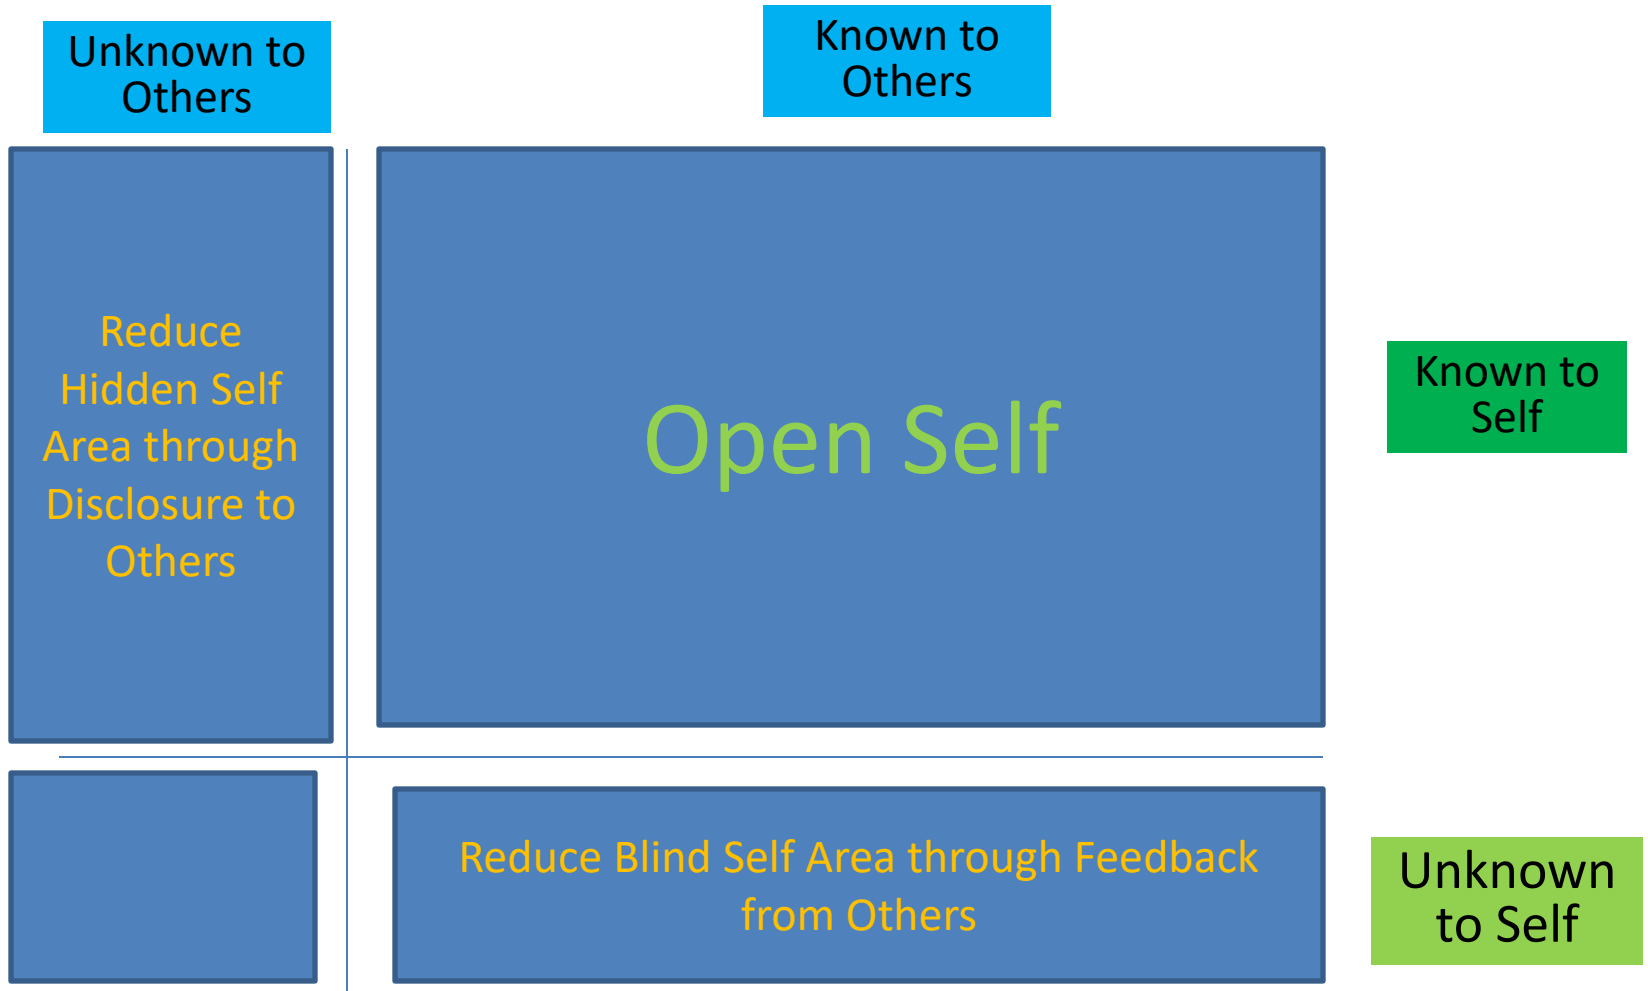 Unknown to
Others
Known to
Others
Reduce
Hidden Self
Area through
Disclosure to
Others
Open Self
Known to
Self
Reduce Blind Self Area through Feedback
from Others
Unknown
to Self